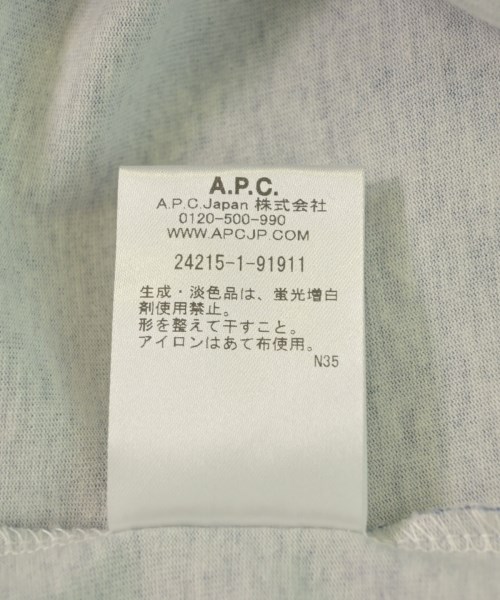 A.P.C.
A.P.C.Japan 株式会社
0120-500-990
WWW.APCJP.COM
24215-1-91911
生成・淡色品は、蛍光増白
剤使用禁止。
形を整えて干すこと。
アイロンはあて布使用。
N35